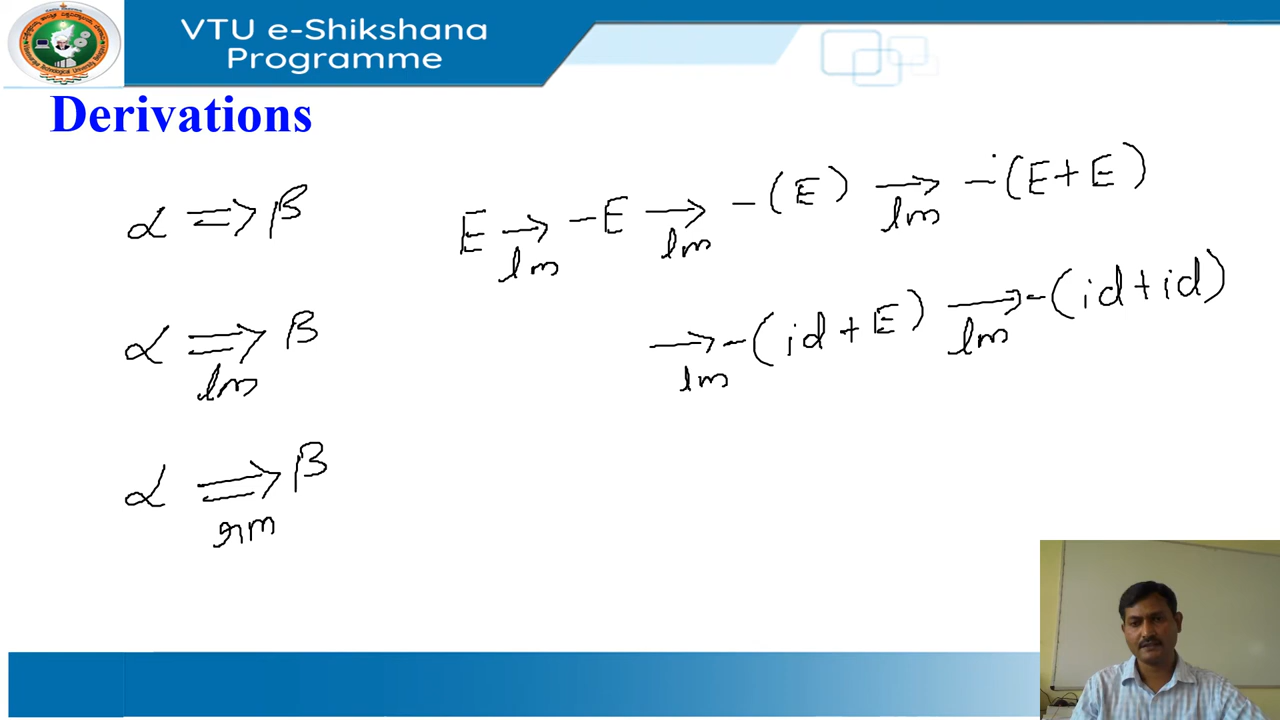 VTU e-Shikshana
Programme
Derivations
α ⇒ β
E →lm -E →lm -(E) →lm -(E+E)
→lm -(id+E) →lm -(id+id)
α ⇒lm β
α ⇒rm β